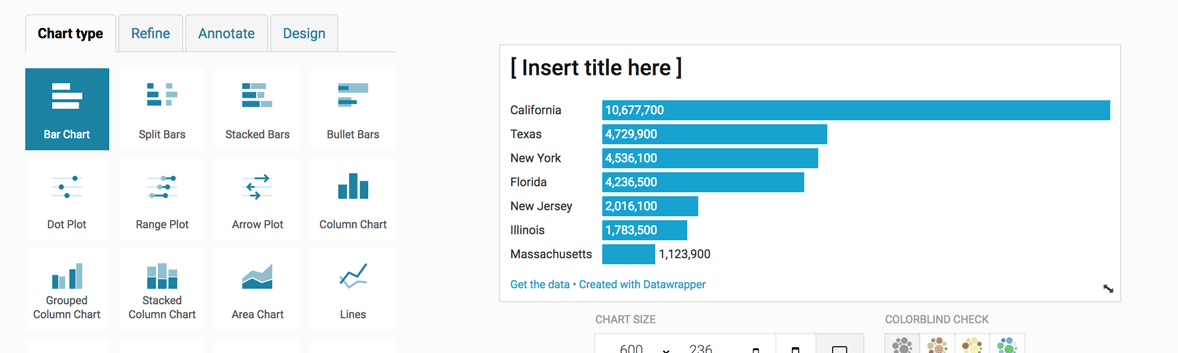 Chart type Refine Annotate Design
Bar Chart Split Bars Stacked Bars Bullet Bars
Dot Plot Range Plot Arrow Plot Column Chart
Grouped Column Chart Stacked Column Chart Area Chart Lines
[ Insert title here ]
California 10,677,700
Texas 4,729,900
New York 4,536,100
Florida 4,236,500
New Jersey 2,016,100
Illinois 1,783,500
Massachusetts 1,123,900
Get the data • Created with Datawrapper
CHART SIZE
600 236
COLORBLIND CHECK